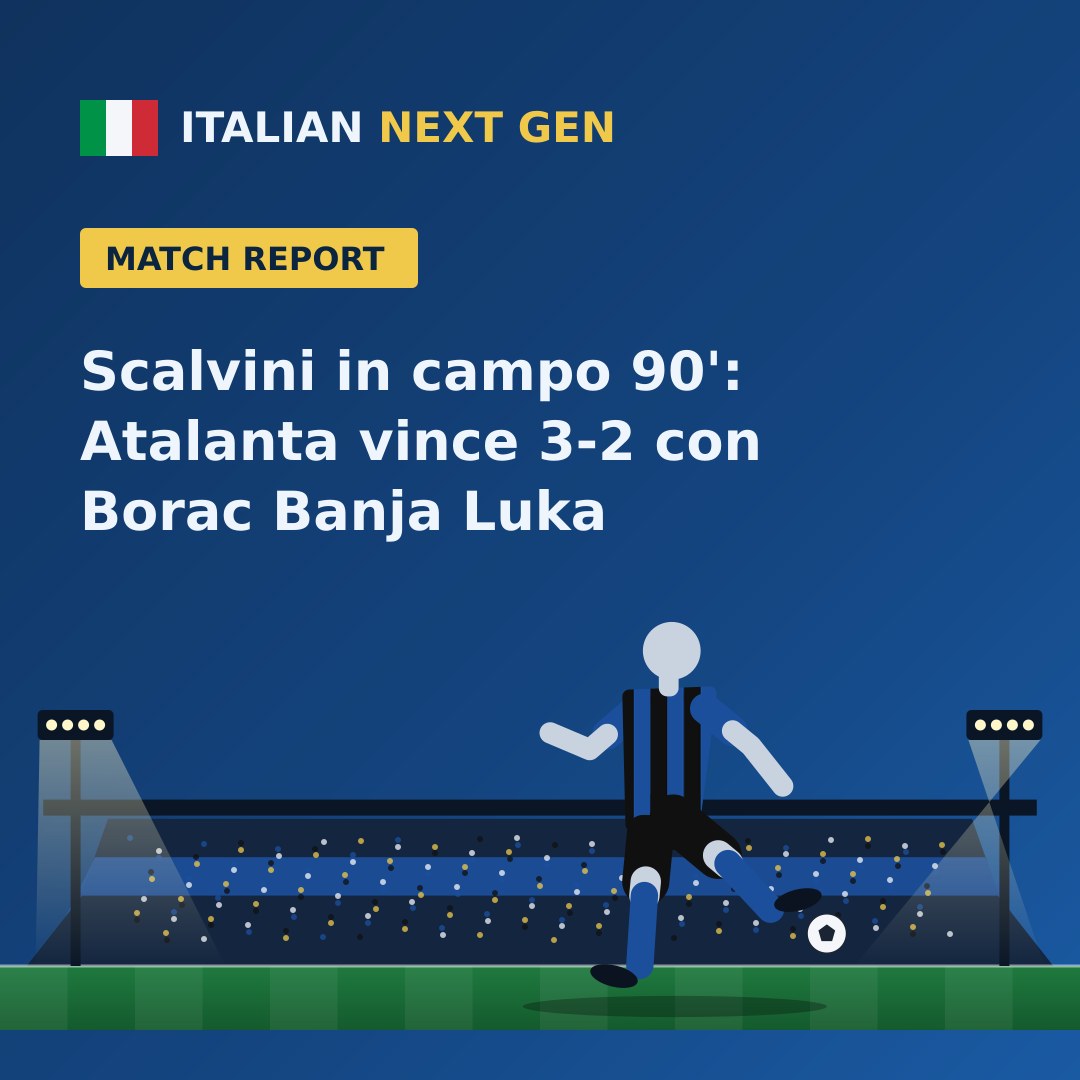 ITALIAN NEXT GEN
MATCH REPORT
Scalvini in campo 90':
Atalanta vince 3-2 con
Borac Banja Luka